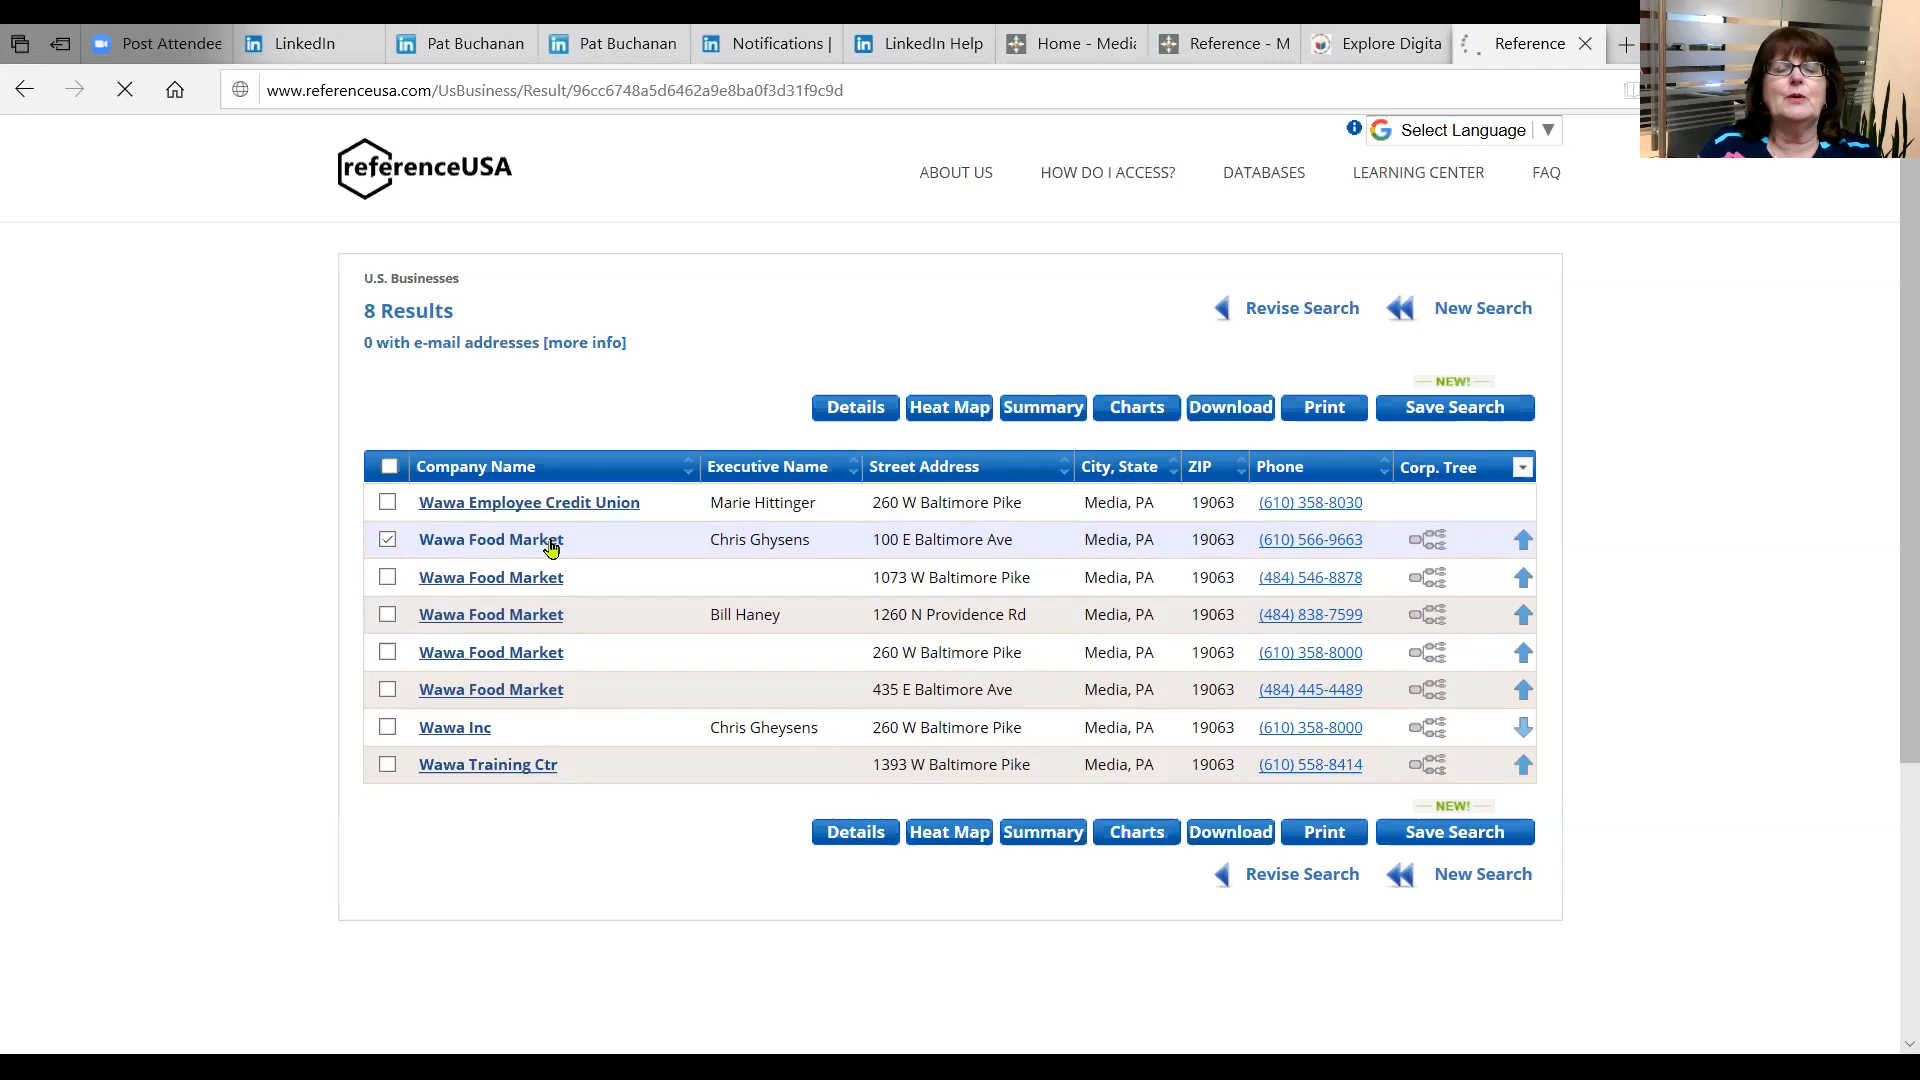 Post Attendee
LinkedIn
Pat Buchanan
Pat Buchanan
Notifications |
LinkedIn Help
Home - Media
Reference - M
Explore Digita
Reference
www.referenceusa.com/UsBusiness/Result/96cc6748a5d6462a9e8ba0f3d31f9c9d
Select Language
referenceUSA
ABOUT US HOW DO I ACCESS? DATABASES LEARNING CENTER FAQ
U.S. Businesses
8 Results
Revise Search New Search
0 with e-mail addresses [more info]
NEW!
Details Heat Map Summary Charts Download Print Save Search
Company Name Executive Name Street Address City, State ZIP Phone Corp. Tree
Wawa Employee Credit Union Marie Hittinger 260 W Baltimore Pike Media, PA 19063 (610) 358-8030
Wawa Food Market Chris Ghysens 100 E Baltimore Ave Media, PA 19063 (610) 566-9663
Wawa Food Market 1073 W Baltimore Pike Media, PA 19063 (484) 546-8878
Wawa Food Market Bill Haney 1260 N Providence Rd Media, PA 19063 (484) 838-7599
Wawa Food Market 260 W Baltimore Pike Media, PA 19063 (610) 358-8000
Wawa Food Market 435 E Baltimore Ave Media, PA 19063 (484) 445-4489
Wawa Inc Chris Gheysens 260 W Baltimore Pike Media, PA 19063 (610) 358-8000
Wawa Training Ctr 1393 W Baltimore Pike Media, PA 19063 (610) 558-8414
NEW!
Details Heat Map Summary Charts Download Print Save Search
Revise Search New Search